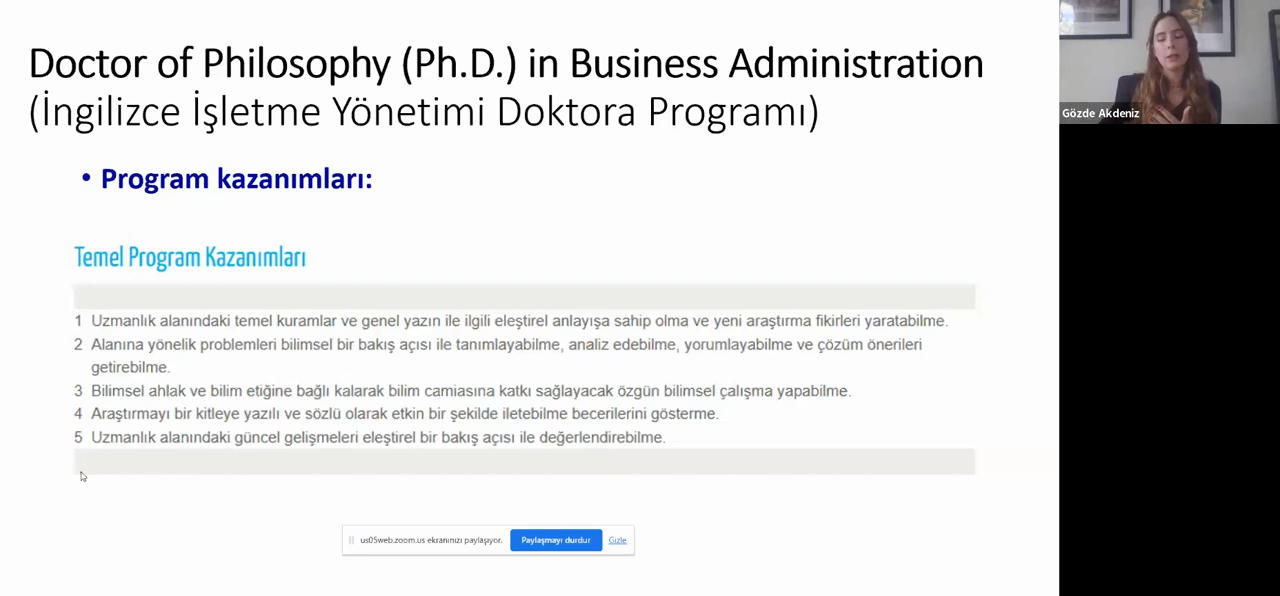 Doctor of Philosophy (Ph.D.) in Business Administration
(İngilizce İşletme Yönetimi Doktora Programı)
• Program kazanımları:
Temel Program Kazanımları
1 Uzmanlık alanındaki temel kuramlar ve genel yazın ile ilgili eleştirel anlayışa sahip olma ve yeni araştırma fikirleri yaratabilme.
2 Alanına yönelik problemleri bilimsel bir bakış açısı ile tanımlayabilme, analiz edebilme, yorumlayabilme ve çözüm önerileri
getirebilme.
3 Bilimsel ahlak ve bilim etiğine bağlı kalarak bilim camiasına katkı sağlayacak özgün bilimsel çalışma yapabilme.
4 Araştırmayı bir kitleye yazılı ve sözlü olarak etkin bir şekilde iletebilme becerilerini gösterme.
5 Uzmanlık alanındaki güncel gelişmeleri eleştirel bir bakış açısı ile değerlendirebilme.
us05web.zoom.us ekranınızı paylaşıyor. Paylaşmayı durdur Gizle
Gözde Akdeniz